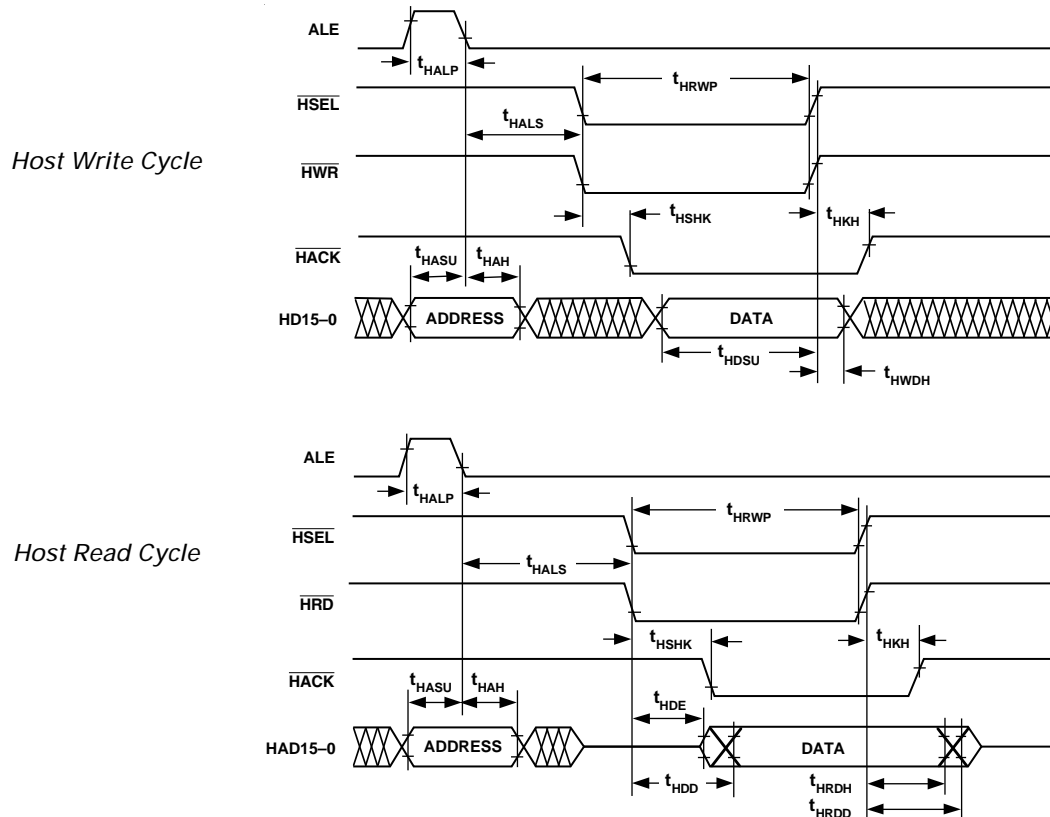 ALE
tHALP
HSEL
tHRWP
tHALS
Host Write Cycle
HWR
tHSHK
tHKH
HACK
tHASU
tHAH
HD15–0
ADDRESS
DATA
tHDSU
tHWDH
ALE
tHALP
HSEL
tHRWP
Host Read Cycle
tHALS
HRD
tHSHK
tHKH
HACK
tHASU
tHAH
tHDE
HAD15–0
ADDRESS
DATA
tHDD
tHRDH
tHRDD